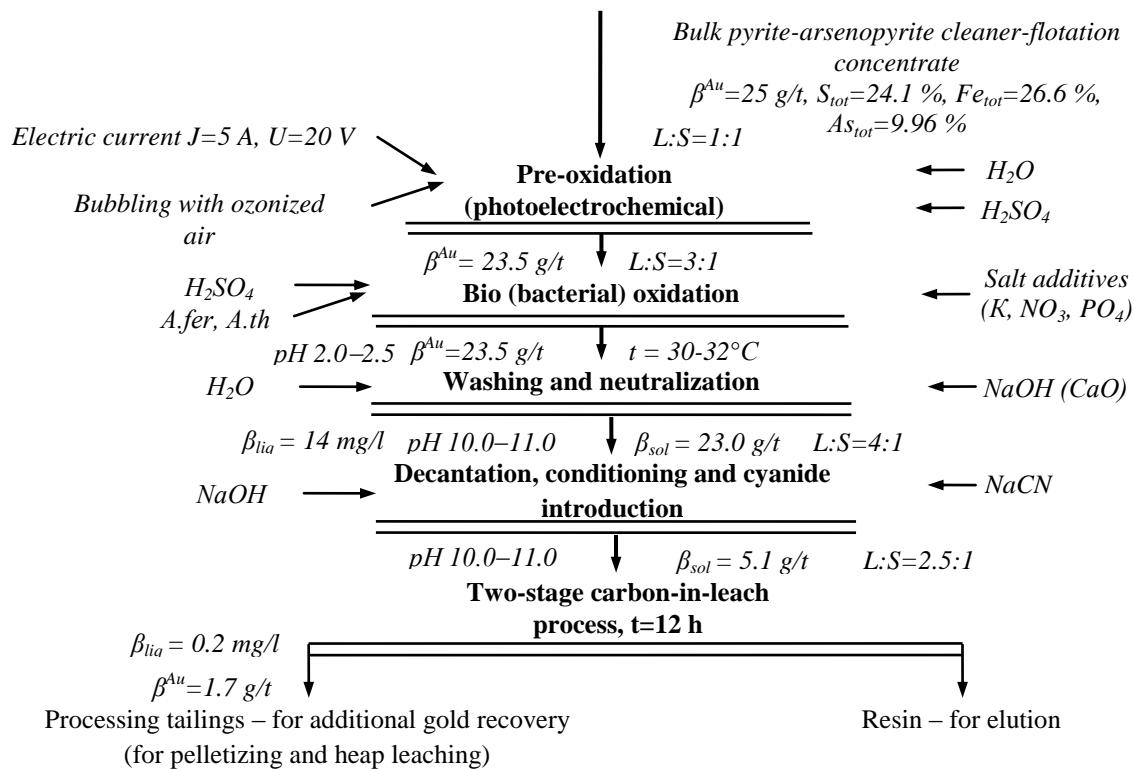 Bulk pyrite-arsenopyrite cleaner-flotation
concentrate
β^Au=25 g/t, S_tot=24.1 %, Fe_tot=26.6 %,
As_tot=9.96 %
Electric current J=5 A, U=20 V
L:S=1:1
Pre-oxidation
(photoelectrochemical)
H₂O
Bubbling with ozonized
air
H₂SO₄
β^Au= 23.5 g/t
L:S=3:1
H₂SO₄
A.fer, A.th
Bio (bacterial) oxidation
Salt additives
(K, NO₃, PO₄)
pH 2.0–2.5
β^Au=23.5 g/t
t = 30-32°C
H₂O
Washing and neutralization
NaOH (CaO)
β_liq = 14 mg/l
pH 10.0–11.0
β_sol = 23.0 g/t
L:S=4:1
NaOH
Decantation, conditioning and cyanide
introduction
NaCN
pH 10.0–11.0
β_sol = 5.1 g/t
L:S=2.5:1
Two-stage carbon-in-leach
process, t=12 h
β_liq = 0.2 mg/l
β^Au=1.7 g/t
Processing tailings – for additional gold recovery
(for pelletizing and heap leaching)
Resin – for elution